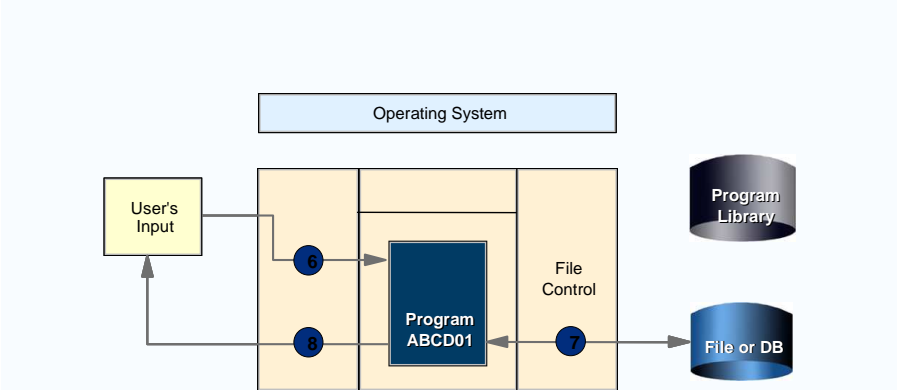 Operating System
User's
Input
Program
Library
6
File
Control
Program
ABCD01
8
7
File or DB